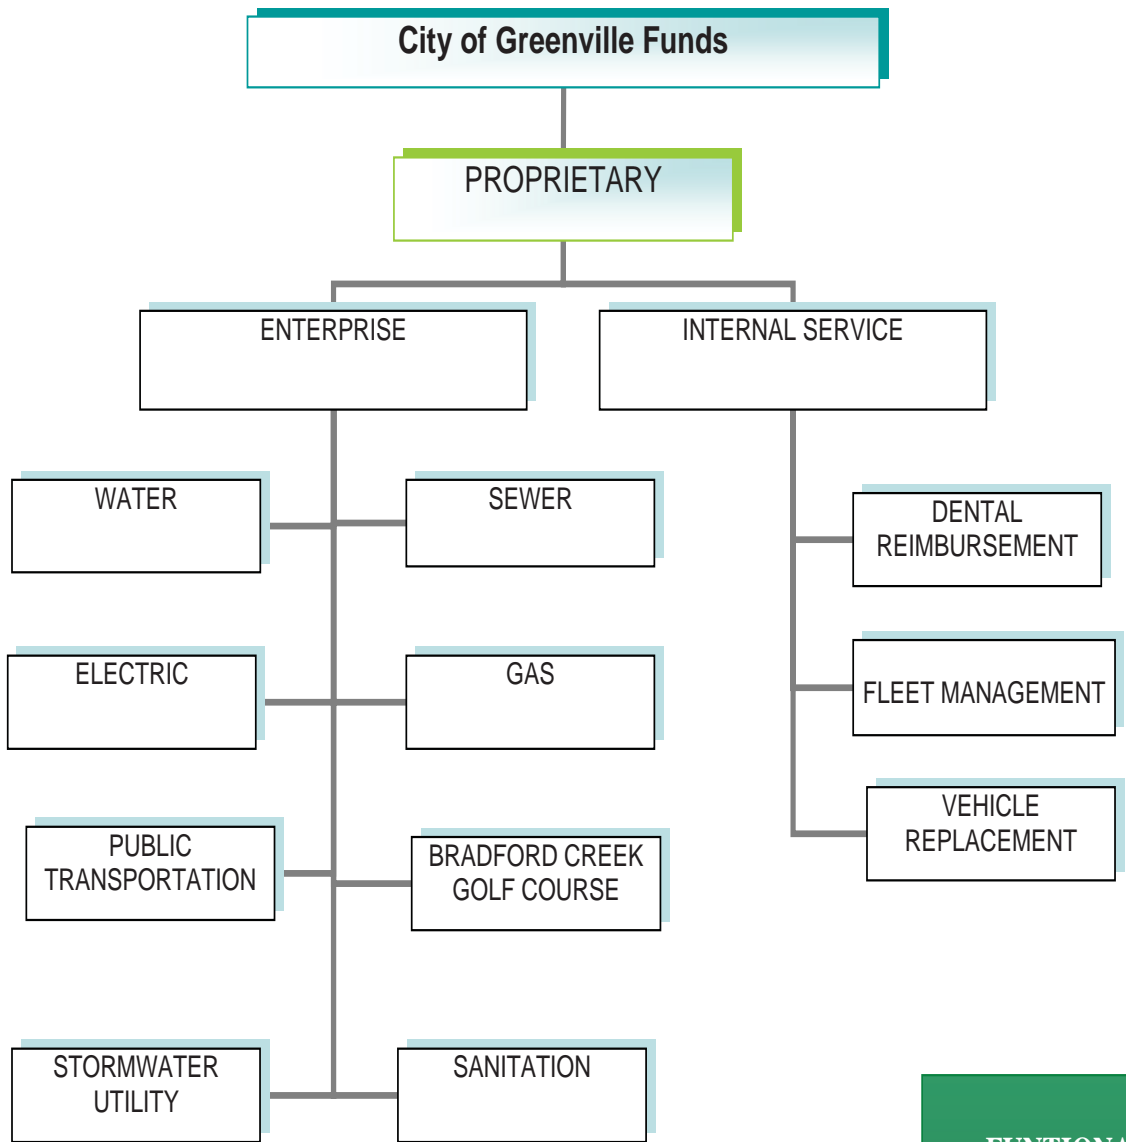 City of Greenville Funds
PROPRIETARY
ENTERPRISE
INTERNAL SERVICE
WATER
SEWER
DENTAL
REIMBURSEMENT
ELECTRIC
GAS
FLEET MANAGEMENT
PUBLIC
TRANSPORTATION
BRADFORD CREEK
GOLF COURSE
VEHICLE
REPLACEMENT
STORMWATER
UTILITY
SANITATION